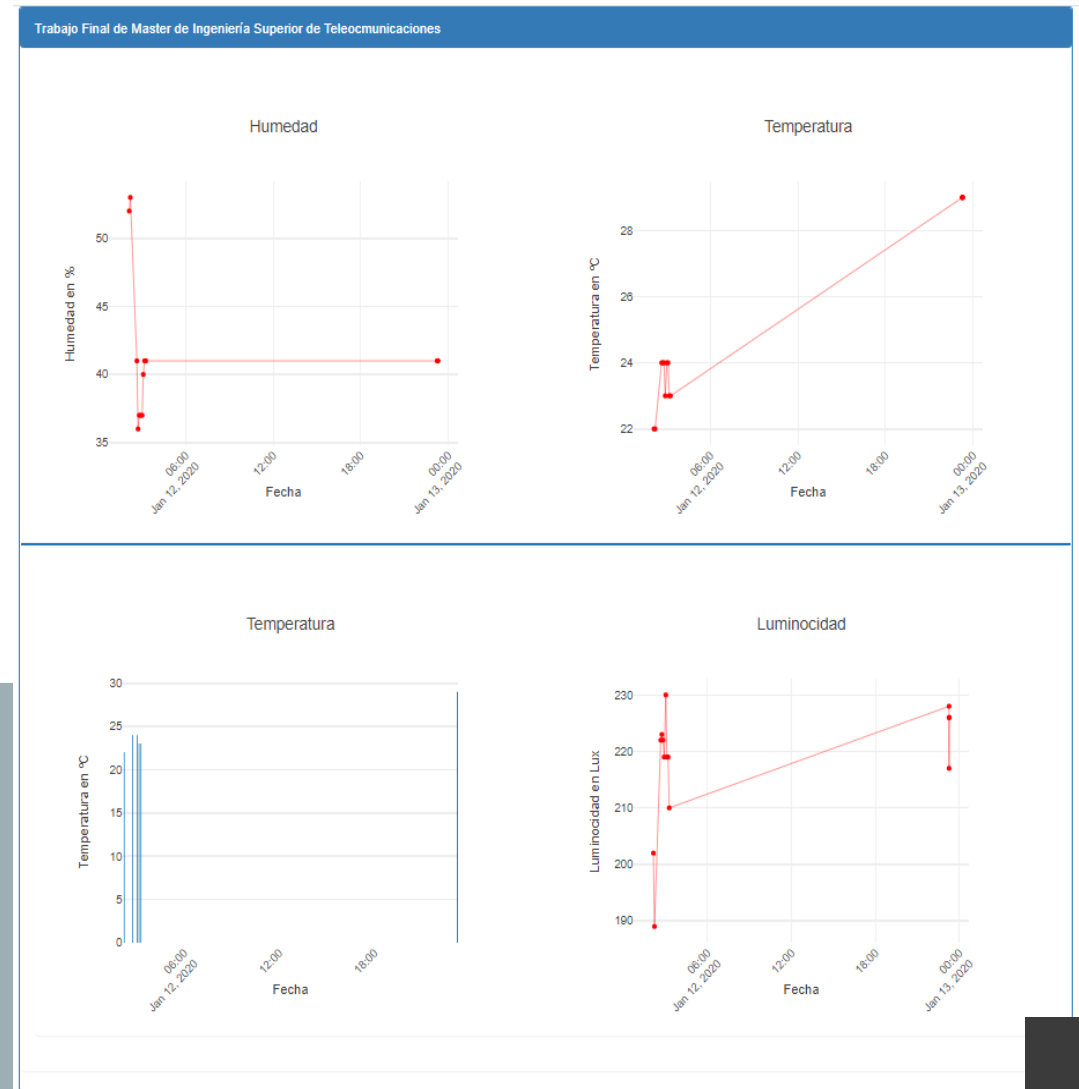 Trabajo Final de Master de Ingeniería Superior de Teleocmunicaciones
Humedad
Humedad en %
50
45
40
35
06:00
Jan 12, 2020
12:00
18:00
00:00
Jan 13, 2020
Fecha
Temperatura
Temperatura en ºC
28
26
24
22
06:00
Jan 12, 2020
12:00
18:00
00:00
Jan 13, 2020
Fecha
Temperatura
Temperatura en ºC
30
25
20
15
10
5
0
06:00
Jan 12, 2020
12:00
18:00
Fecha
Luminocidad
Luminocidad en Lux
230
220
210
200
190
06:00
Jan 12, 2020
12:00
18:00
00:00
Jan 13, 2020
Fecha